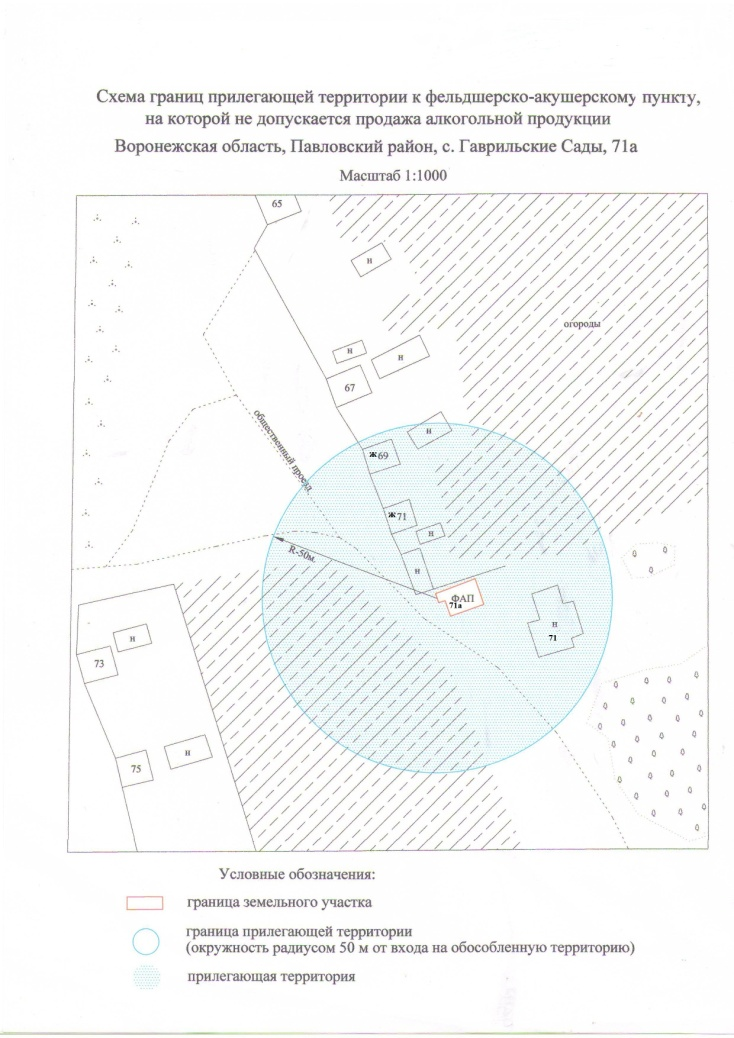 Схема границ прилегающей территории к фельдшерско-акушерскому пункту,
на которой не допускается продажа алкогольной продукции
Воронежская область, Павловский район, с. Гаврильские Сады, 71а
Масштаб 1:1000
65
н
огороды
н
н
67
общественный проезд
н
ж69
ж71
н
R-50м.
н
ФАП
71а
н
71
н
73
н
75
Условные обозначения:
граница земельного участка
граница прилегающей территории
(окружность радиусом 50 м от входа на обособленную территорию)
прилегающая территория